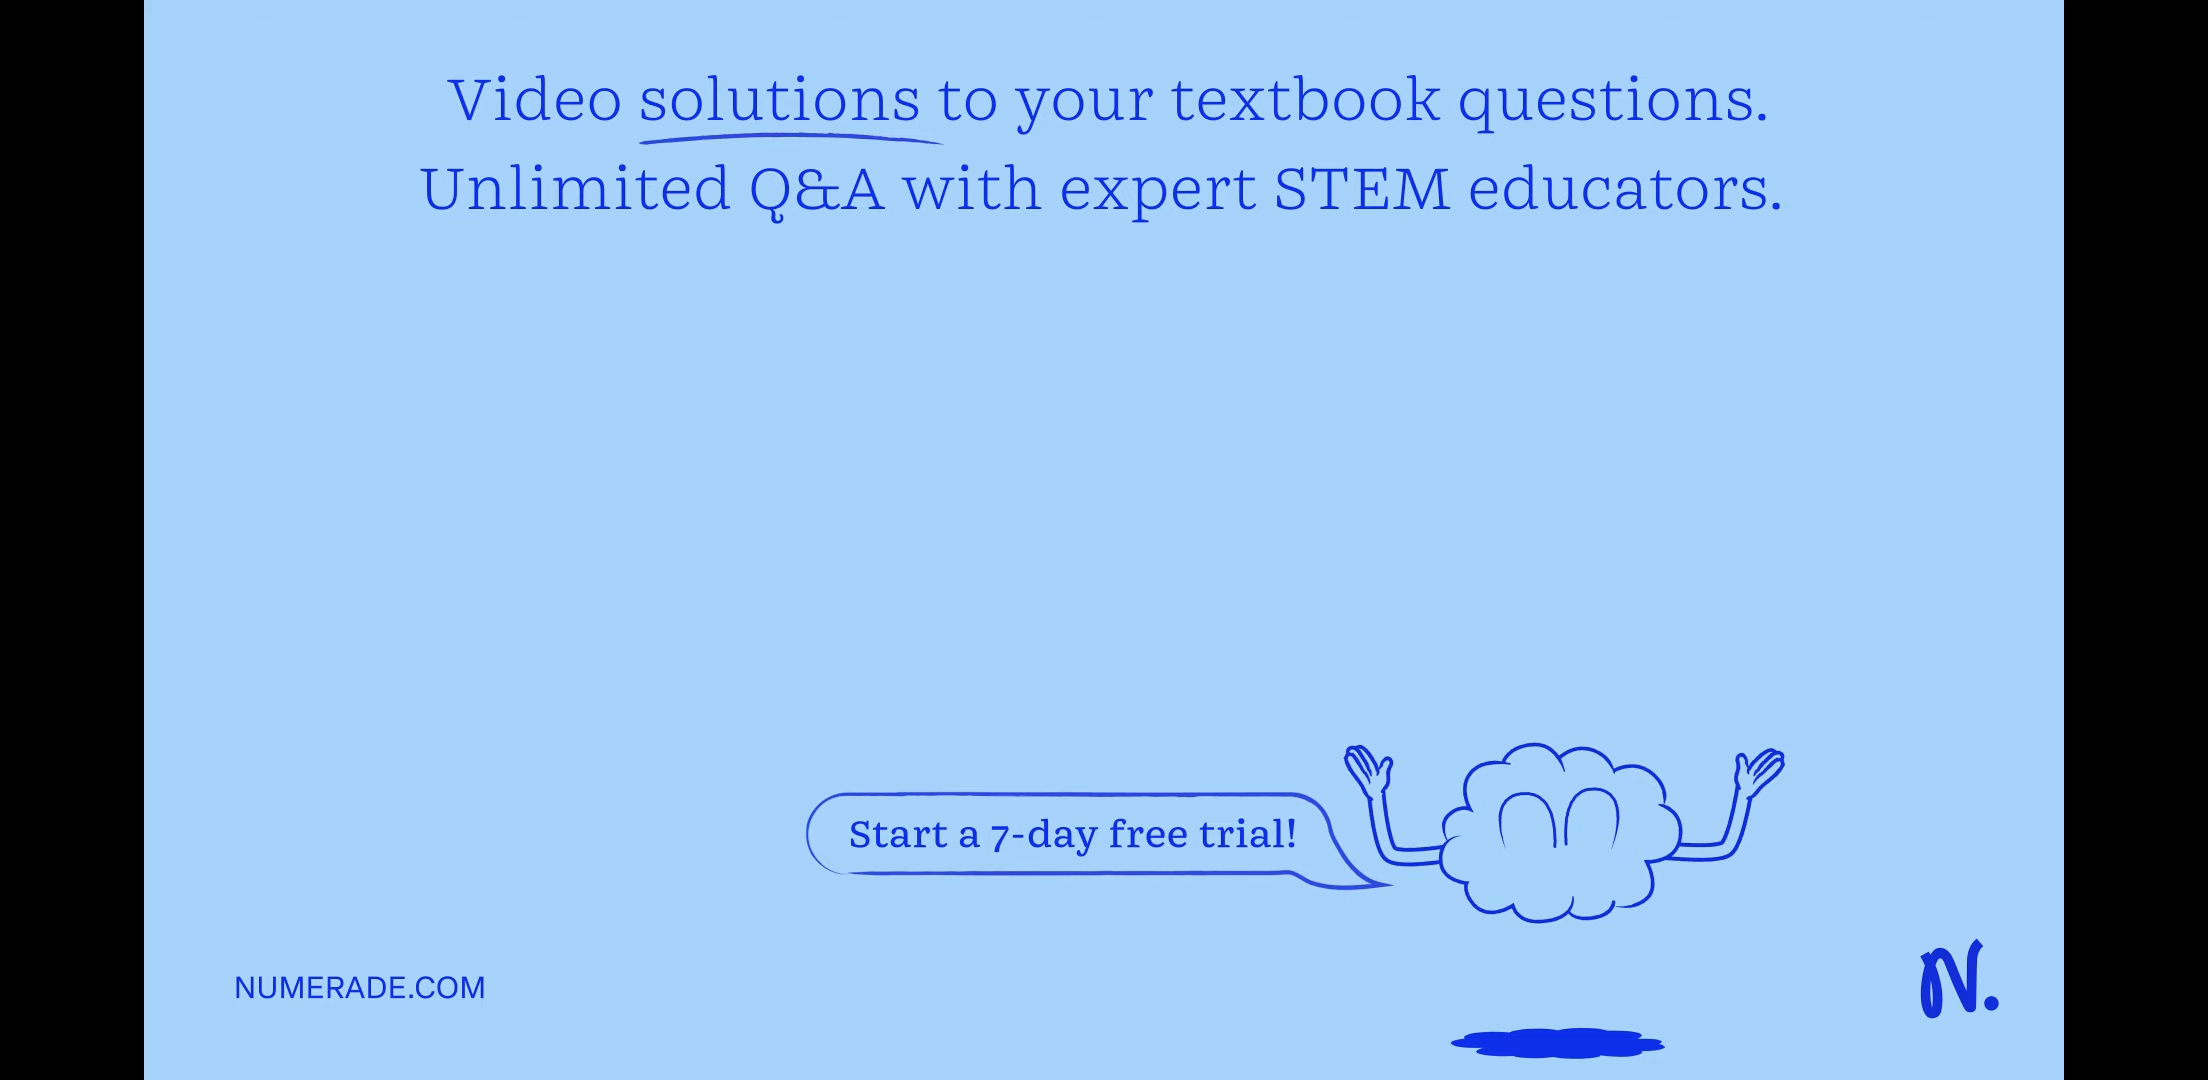 Video solutions to your textbook questions.
Unlimited Q&A with expert STEM educators.
Start a 7-day free trial!
NUMERADE.COM
N.